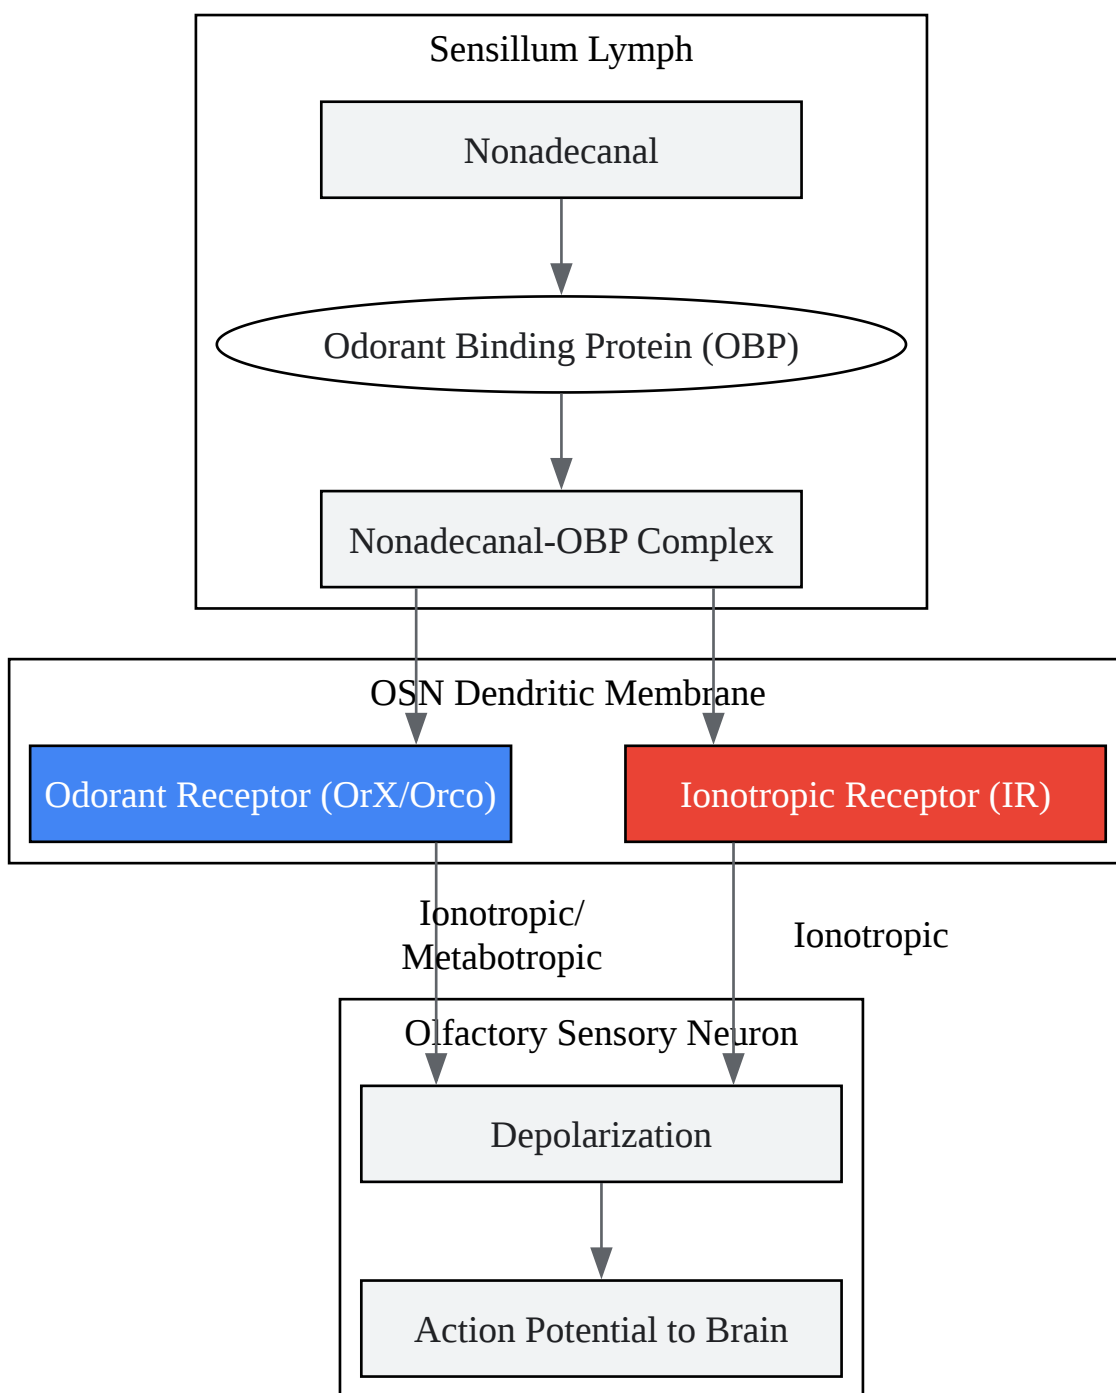 Sensillum Lymph
Nonadecanal
Odorant Binding Protein (OBP)
Nonadecanal-OBP Complex
OSN Dendritic Membrane
Odorant Receptor (OrX/Orco)
Ionotropic Receptor (IR)
Ionotropic/
Metabotropic
Ionotropic
Olfactory Sensory Neuron
Depolarization
Action Potential to Brain